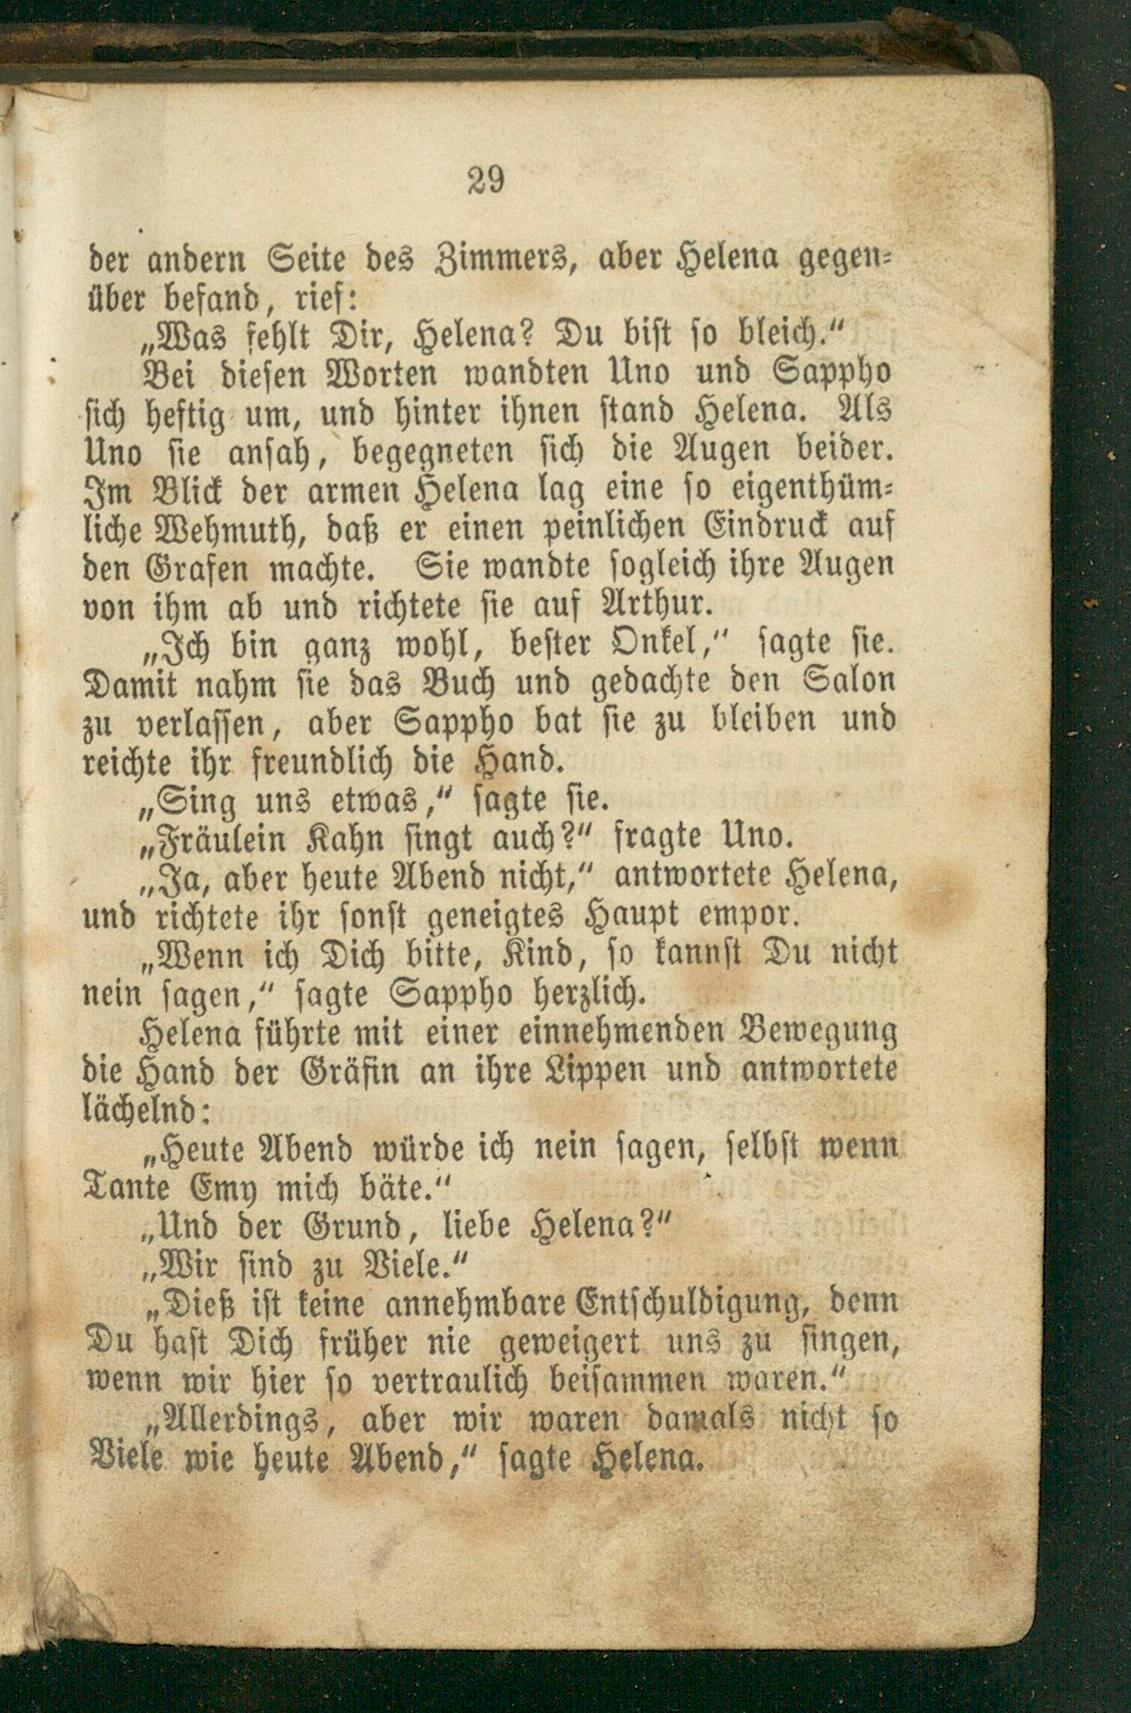 29
der andern Seite des Zimmers, aber Helena gegen-
über befand, rief:
„Was fehlt Dir, Helena? Du bist so bleich.“
Bei diesen Worten wandten Uno und Sappho
sich heftig um, und hinter ihnen stand Helena. Als
Uno sie ansah, begegneten sich die Augen beider.
Im Blick der armen Helena lag eine so eigenthüm-
liche Wehmuth, daß er einen peinlichen Eindruck auf
den Grafen machte. Sie wandte sogleich ihre Augen
von ihm ab und richtete sie auf Arthur.
„Ich bin ganz wohl, bester Onkel,“ sagte sie.
Damit nahm sie das Buch und gedachte den Salon
zu verlassen, aber Sappho bat sie zu bleiben und
reichte ihr freundlich die Hand.
„Sing uns etwas,“ sagte sie.
„Fräulein Kahn singt auch?“ fragte Uno.
„Ja, aber heute Abend nicht,“ antwortete Helena,
und richtete ihr sonst geneigtes Haupt empor.
„Wenn ich Dich bitte, Kind, so kannst Du nicht
nein sagen,“ sagte Sappho herzlich.
Helena führte mit einer einnehmenden Bewegung
die Hand der Gräfin an ihre Lippen und antwortete
lächelnd:
„Heute Abend würde ich nein sagen, selbst wenn
Tante Emy mich bäte.“
„Und der Grund, liebe Helena?“
„Wir sind zu Viele.“
„Dieß ist keine annehmbare Entschuldigung, denn
Du hast Dich früher nie geweigert uns zu singen,
wenn wir hier so vertraulich beisammen waren.“
„Allerdings, aber wir waren damals nicht so
Viele wie heute Abend,“ sagte Helena.